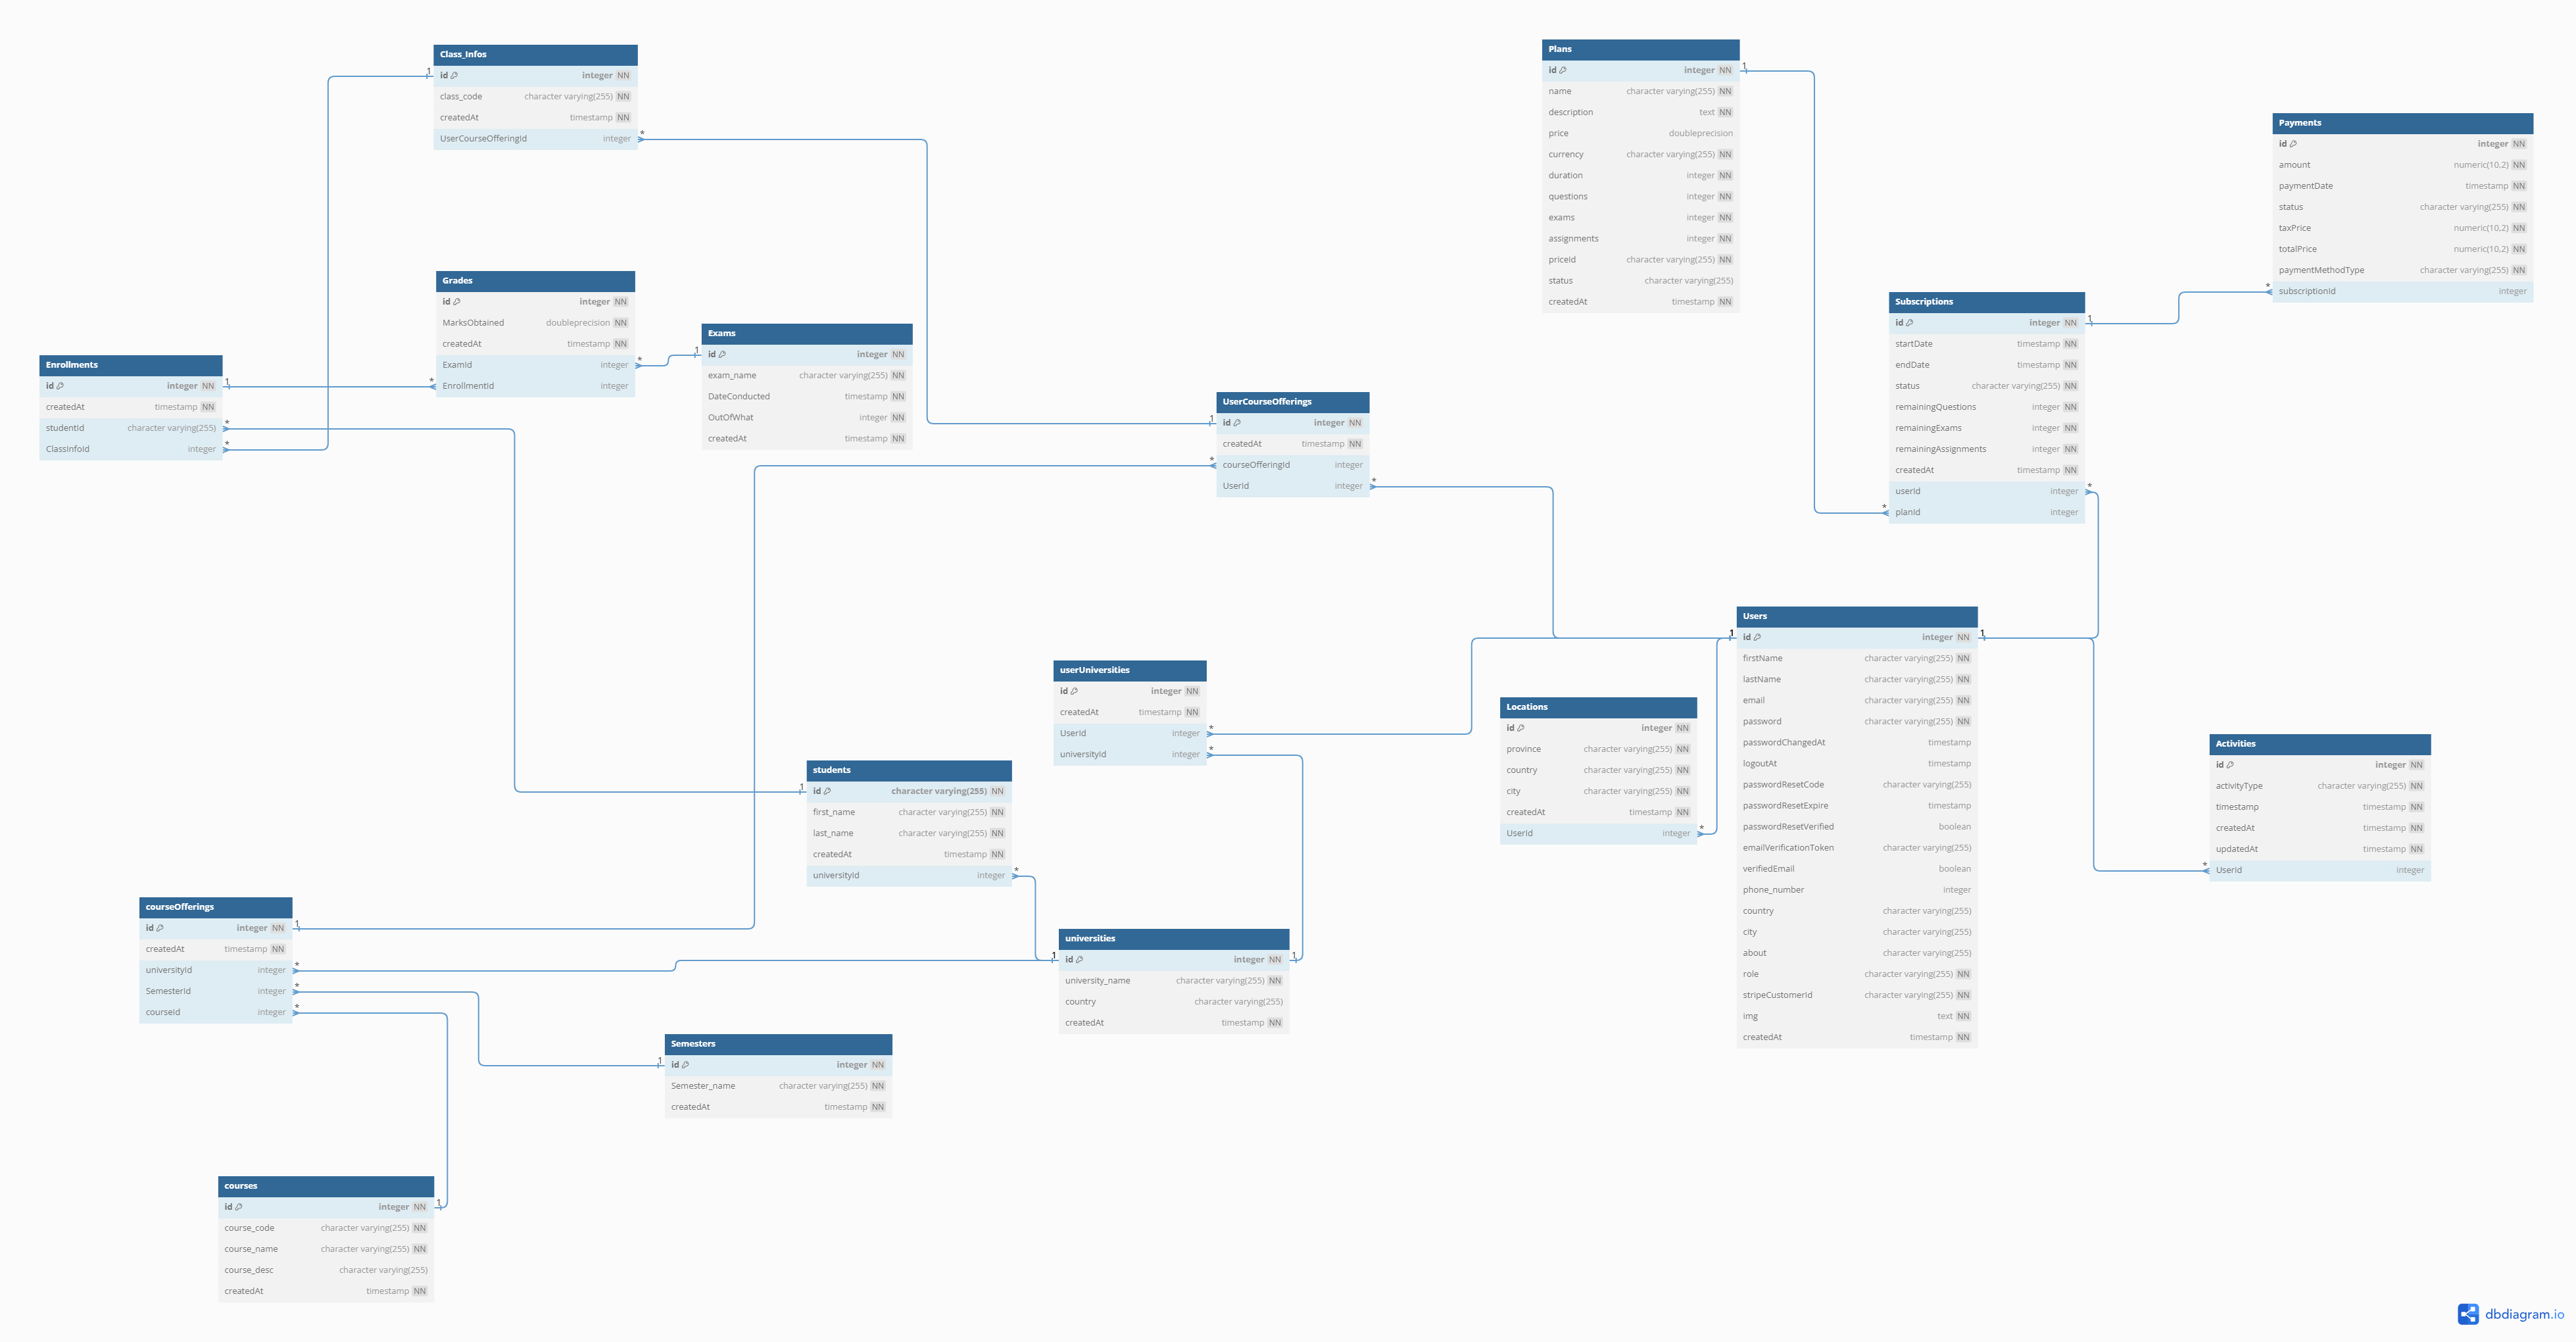 Class_Infos
id integer NN
class_code character varying(255) NN
createdAt timestamp NN
UserCourseOfferingId integer
Plans
id integer NN
name character varying(255) NN
description text NN
price doubleprecision
currency character varying(255) NN
duration integer NN
questions integer NN
exams integer NN
assignments integer NN
priceId character varying(255) NN
status character varying(255)
createdAt timestamp NN
Payments
id integer NN
amount numeric(10,2) NN
paymentDate timestamp NN
status character varying(255) NN
taxPrice numeric(10,2) NN
totalPrice numeric(10,2) NN
paymentMethodType character varying(255) NN
subscriptionId integer
Grades
id integer NN
MarksObtained doubleprecision NN
createdAt timestamp NN
ExamId integer
EnrollmentId integer
Exams
id integer NN
exam_name character varying(255) NN
DateConducted timestamp NN
OutOfWhat integer NN
createdAt timestamp NN
Enrollments
id integer NN
createdAt timestamp NN
studentId character varying(255)
ClassInfoId integer
Subscriptions
id integer NN
startDate timestamp NN
endDate timestamp NN
status character varying(255) NN
remainingQuestions integer NN
remainingExams integer NN
remainingAssignments integer NN
createdAt timestamp NN
userId integer
planId integer
UserCourseOfferings
id integer NN
createdAt timestamp NN
courseOfferingId integer
UserId integer
Users
id integer NN
firstName character varying(255) NN
lastName character varying(255) NN
email character varying(255) NN
password character varying(255) NN
passwordChangedAt timestamp
logoutAt timestamp
passwordResetCode character varying(255)
passwordResetExpire timestamp
passwordResetVerified boolean
emailVerificationToken character varying(255)
verifiedEmail boolean
phone_number integer
country character varying(255)
city character varying(255)
about character varying(255)
role character varying(255) NN
stripeCustomerId character varying(255) NN
img text NN
createdAt timestamp NN
userUniversities
id integer NN
createdAt timestamp NN
UserId integer
universityId integer
Locations
id integer NN
province character varying(255) NN
country character varying(255) NN
city character varying(255) NN
createdAt timestamp NN
UserId integer
Activities
id integer NN
activityType character varying(255) NN
timestamp timestamp NN
createdAt timestamp NN
updatedAt timestamp NN
UserId integer
students
id character varying(255) NN
first_name character varying(255) NN
last_name character varying(255) NN
createdAt timestamp NN
universityId integer
courseOfferings
id integer NN
createdAt timestamp NN
universityId integer
SemesterId integer
courseId integer
universities
id integer NN
university_name character varying(255) NN
country character varying(255)
createdAt timestamp NN
Semesters
id integer NN
Semester_name character varying(255) NN
createdAt timestamp NN
courses
id integer NN
course_code character varying(255) NN
course_name character varying(255) NN
course_desc character varying(255)
createdAt timestamp NN
dbdiagram.io